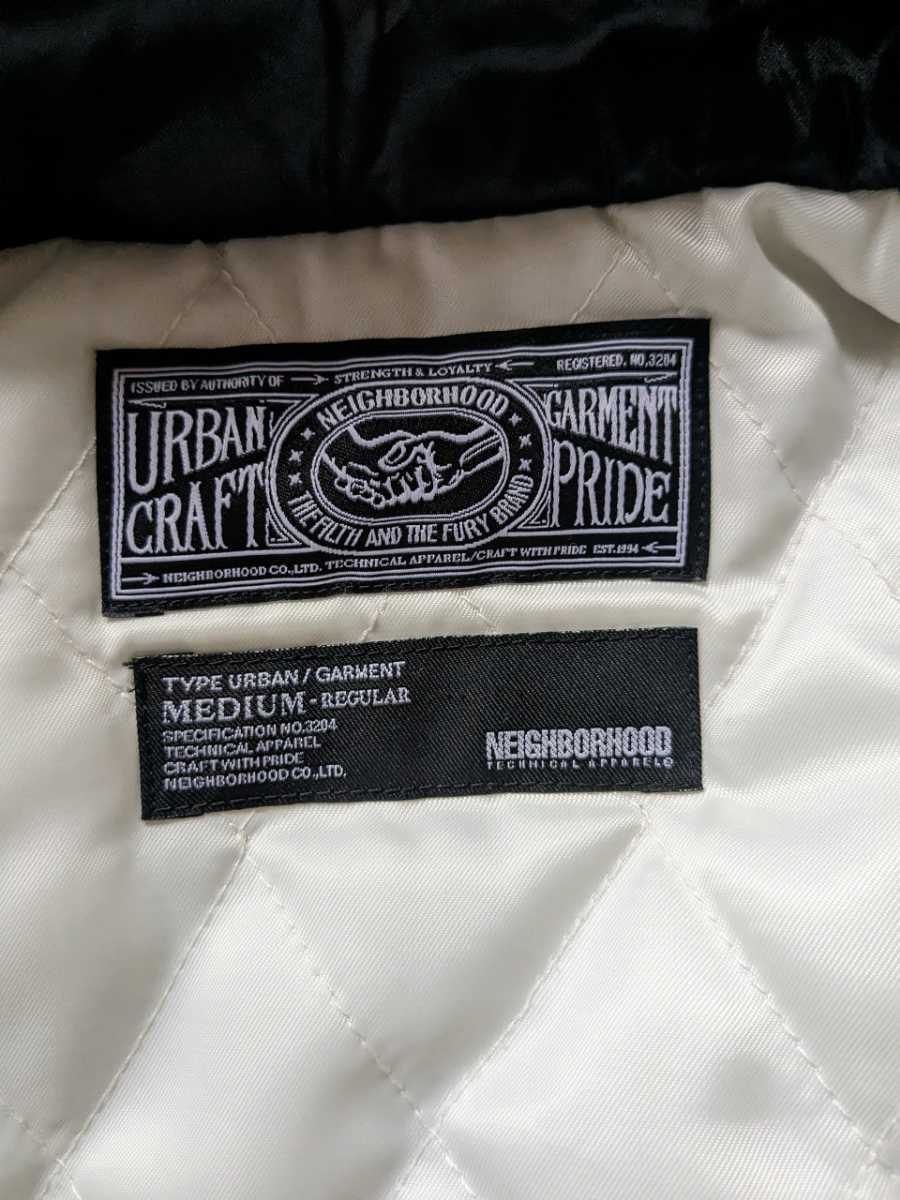 ISSUED BY AUTHORITY OF
STRENGTH & LOYALTY
REGISTERED. NO.3204
URBAN
CRAFT
NEIGHBORHOOD
THE FILTH AND THE FURY BRAND
GARMENT
PRIDE
NEIGHBORHOOD CO.,LTD. TECHNICAL APPAREL/CRAFT WITH PRIDE EST.1994
TYPE URBAN / GARMENT
MEDIUM - REGULAR
SPECIFICATION NO.3204
TECHNICAL APPAREL
CRAFT WITH PRIDE
NEIGHBORHOOD CO.,LTD.
NEIGHBORHOOD
TECHNICAL APPAREL®